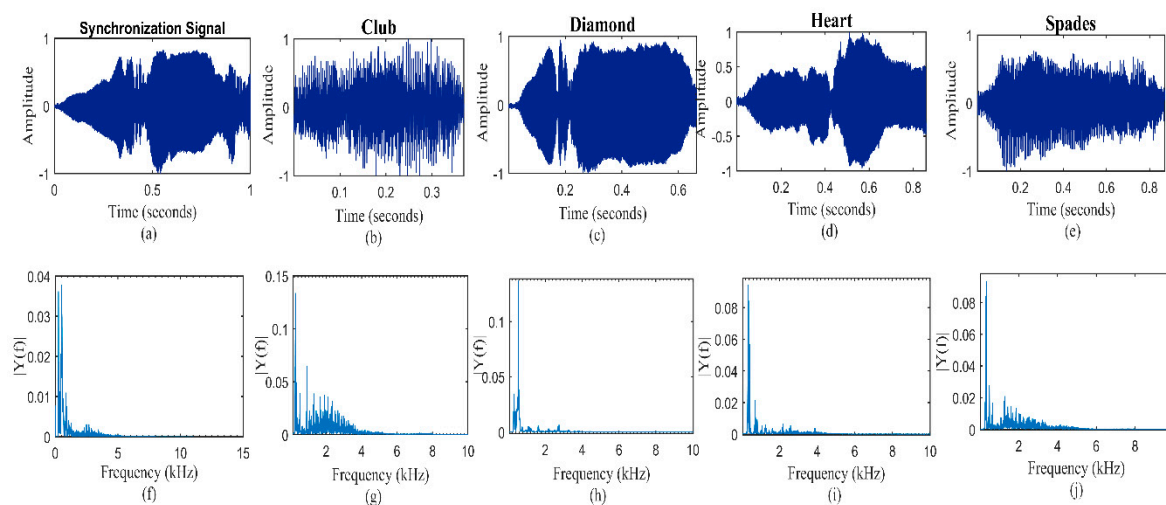 Synchronization Signal
Amplitude
1
0
-1
0
0.5
1
Time (seconds)
(a)
Club
Amplitude
1
0
-1
0.1
0.2
0.3
Time (seconds)
(b)
Diamond
Amplitude
1
0
-1
0.2
0.4
0.6
Time (seconds)
(c)
Heart
Amplitude
1
0.5
0
-0.5
-1
0.2
0.4
0.6
0.8
Time (seconds)
(d)
Spades
Amplitude
1
0
-1
0.2
0.4
0.6
0.8
Time (seconds)
(e)
|Y(f)|
0.04
0.03
0.02
0.01
0
0
5
10
15
Frequency (kHz)
(f)
|Y(f)|
0.15
0.1
0.05
0
2
4
6
8
10
Frequency (kHz)
(g)
|Y(f)|
0.1
0.05
0
2
4
6
8
10
Frequency (kHz)
(h)
|Y(f)|
0.08
0.06
0.04
0.02
0
2
4
6
8
10
Frequency (kHz)
(i)
|Y(f)|
0.08
0.06
0.04
0.02
0
2
4
6
8
Frequency (kHz)
(j)